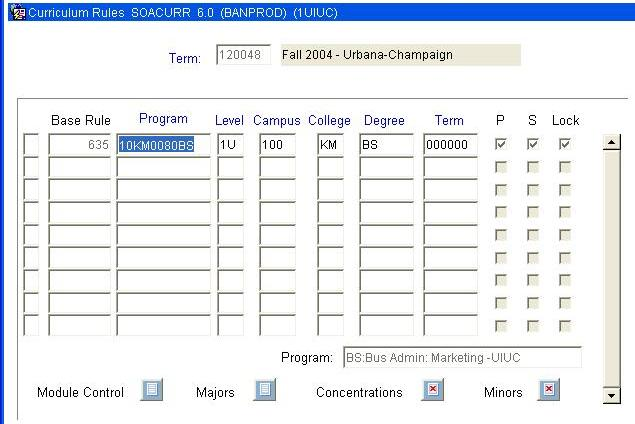 Curriculum Rules SOACURR 6.0 (BANPROD) (1UIUC)
Term: 120048 Fall 2004 - Urbana-Champaign
Base Rule Program Level Campus College Degree Term P S Lock
635 10KM0080BS 1U 100 KM BS 000000
Program: BS:Bus Admin: Marketing -UIUC
Module Control Majors Concentrations Minors